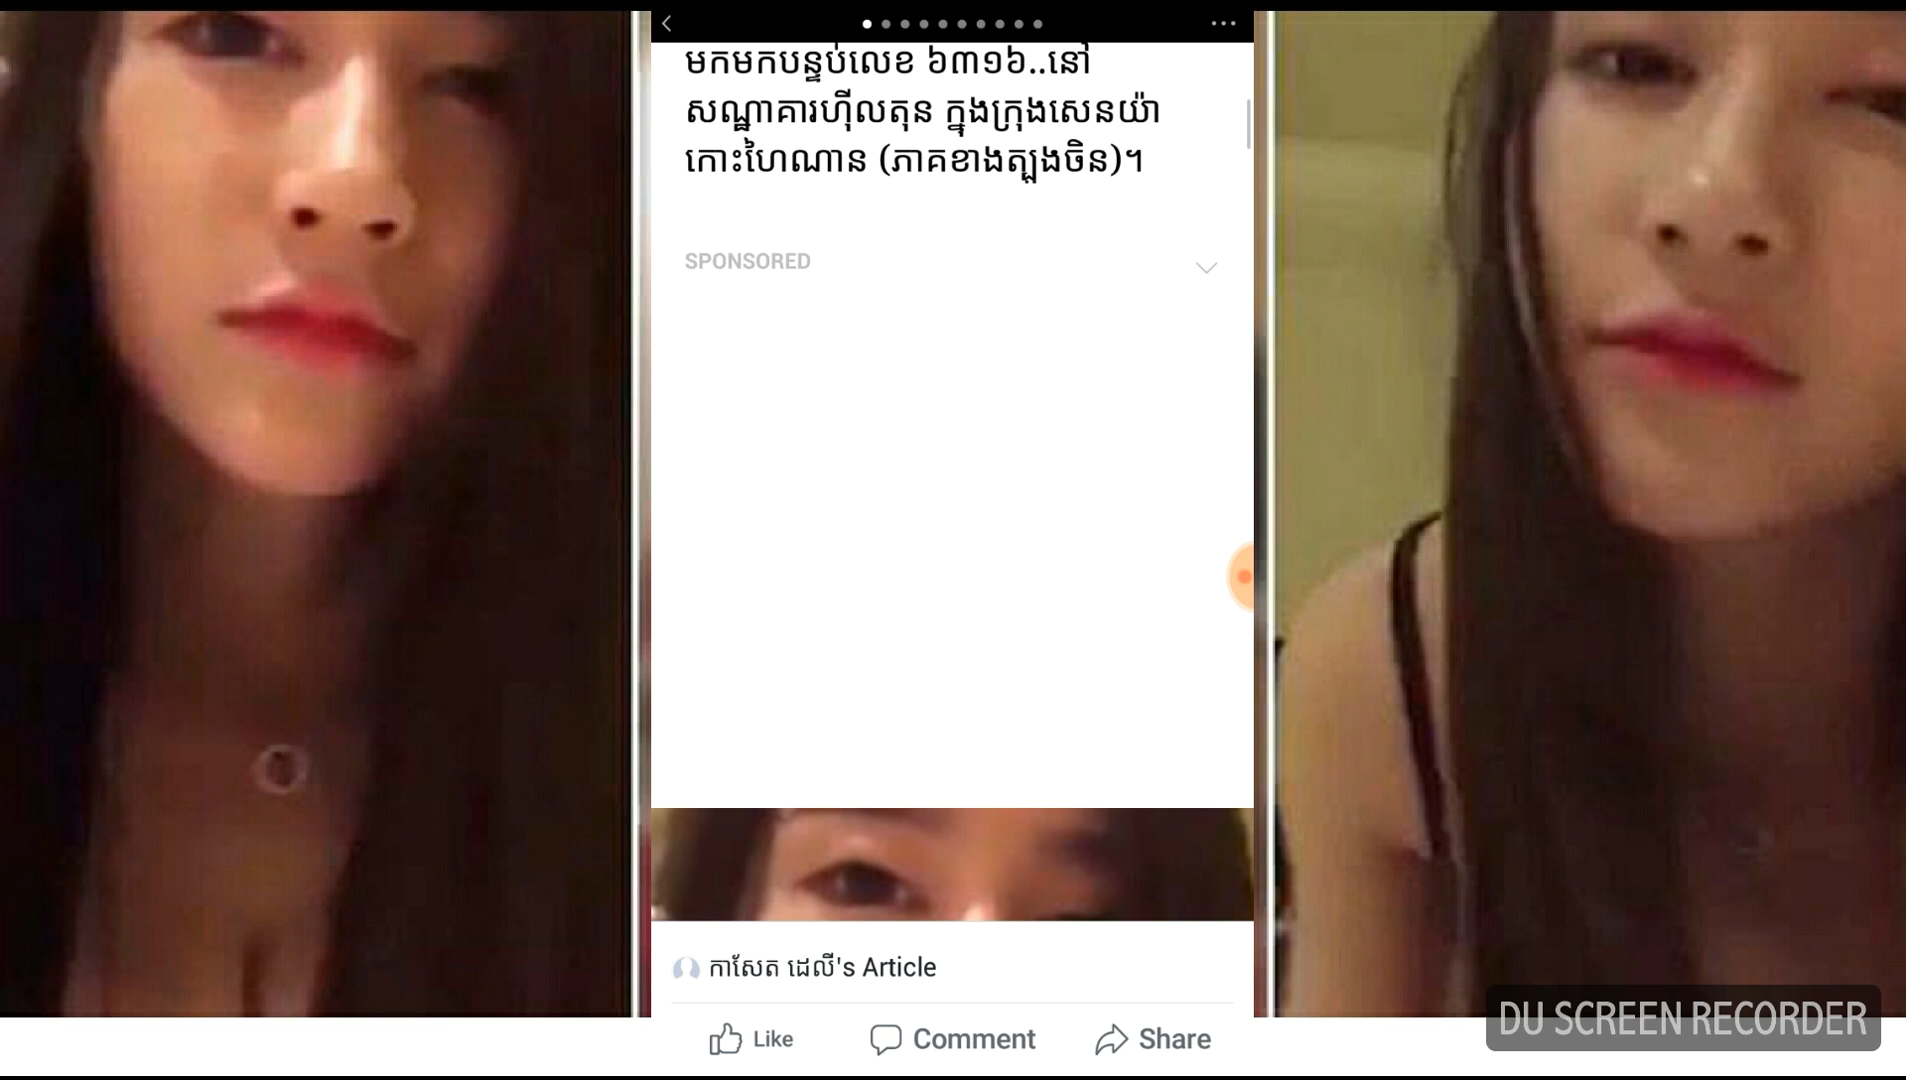 មកមកបន្ទប់លេខ ៦៣១៦..នៅ
សណ្ឋាគារហ៊ីលតុន ក្នុងក្រុងសេនយ៉ា
កោះហៃណាន (ភាគខាងត្បូងចិន)។
SPONSORED
កាសែត ដេលី's Article
Like
Comment
Share
DU SCREEN RECORDER